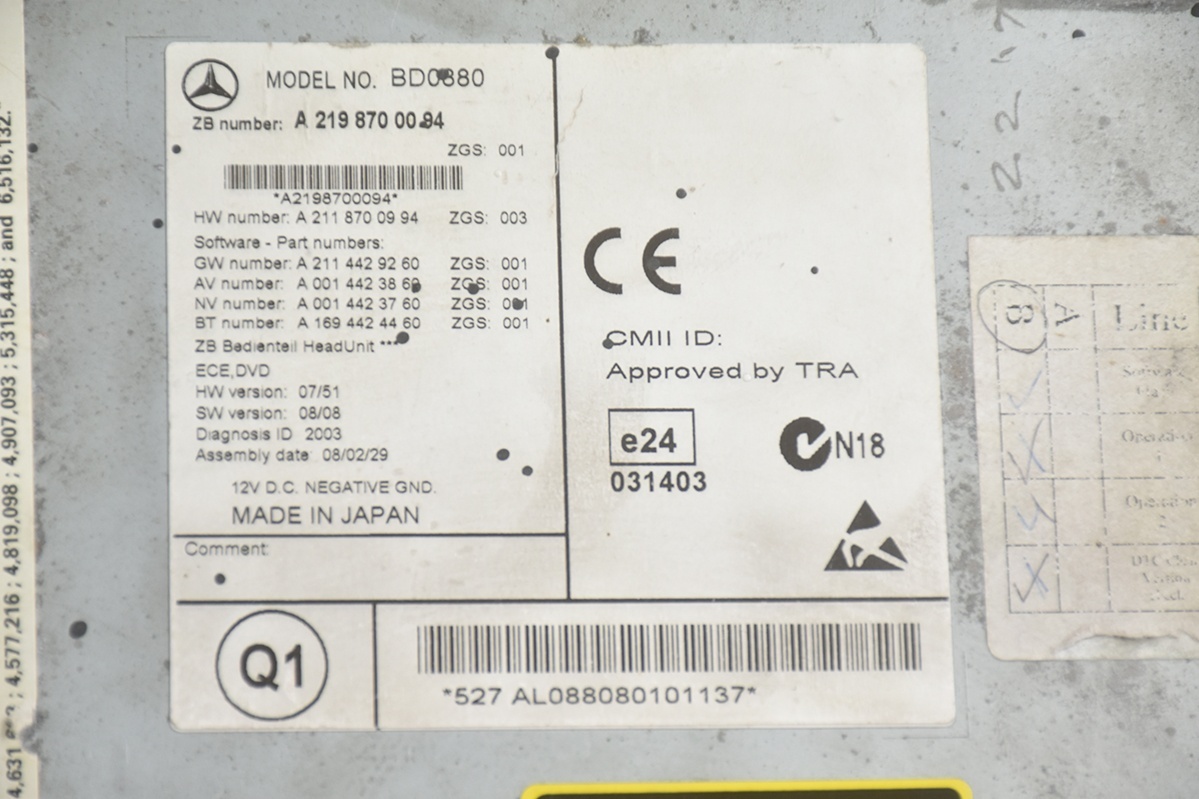 MODEL NO. BD0880
ZB number: A 219 870 00 94
ZGS: 001
*A2198700094*
HW number: A 211 870 09 94 ZGS: 003
Software - Part numbers:
GW number: A 211 442 92 60 ZGS: 001
AV number: A 001 442 38 60 ZGS: 001
NV number: A 001 442 37 60 ZGS: 001
BT number: A 169 442 44 60 ZGS: 001
ZB Bedienteil HeadUnit ***
ECE,DVD
HW version: 07/51
SW version: 08/08
Diagnosis ID 2003
Assembly date 08/02/29
12V D.C. NEGATIVE GND.
MADE IN JAPAN
Comment:
CE
CMII ID:
Approved by TRA
e24
031403
N18
Q1
*527 AL088080101137*
4,577,216 ; 4,819,098 ; 4,907,093 ; 5,315,448 ; and 6,516,132.
4,631
22
A
B
Line